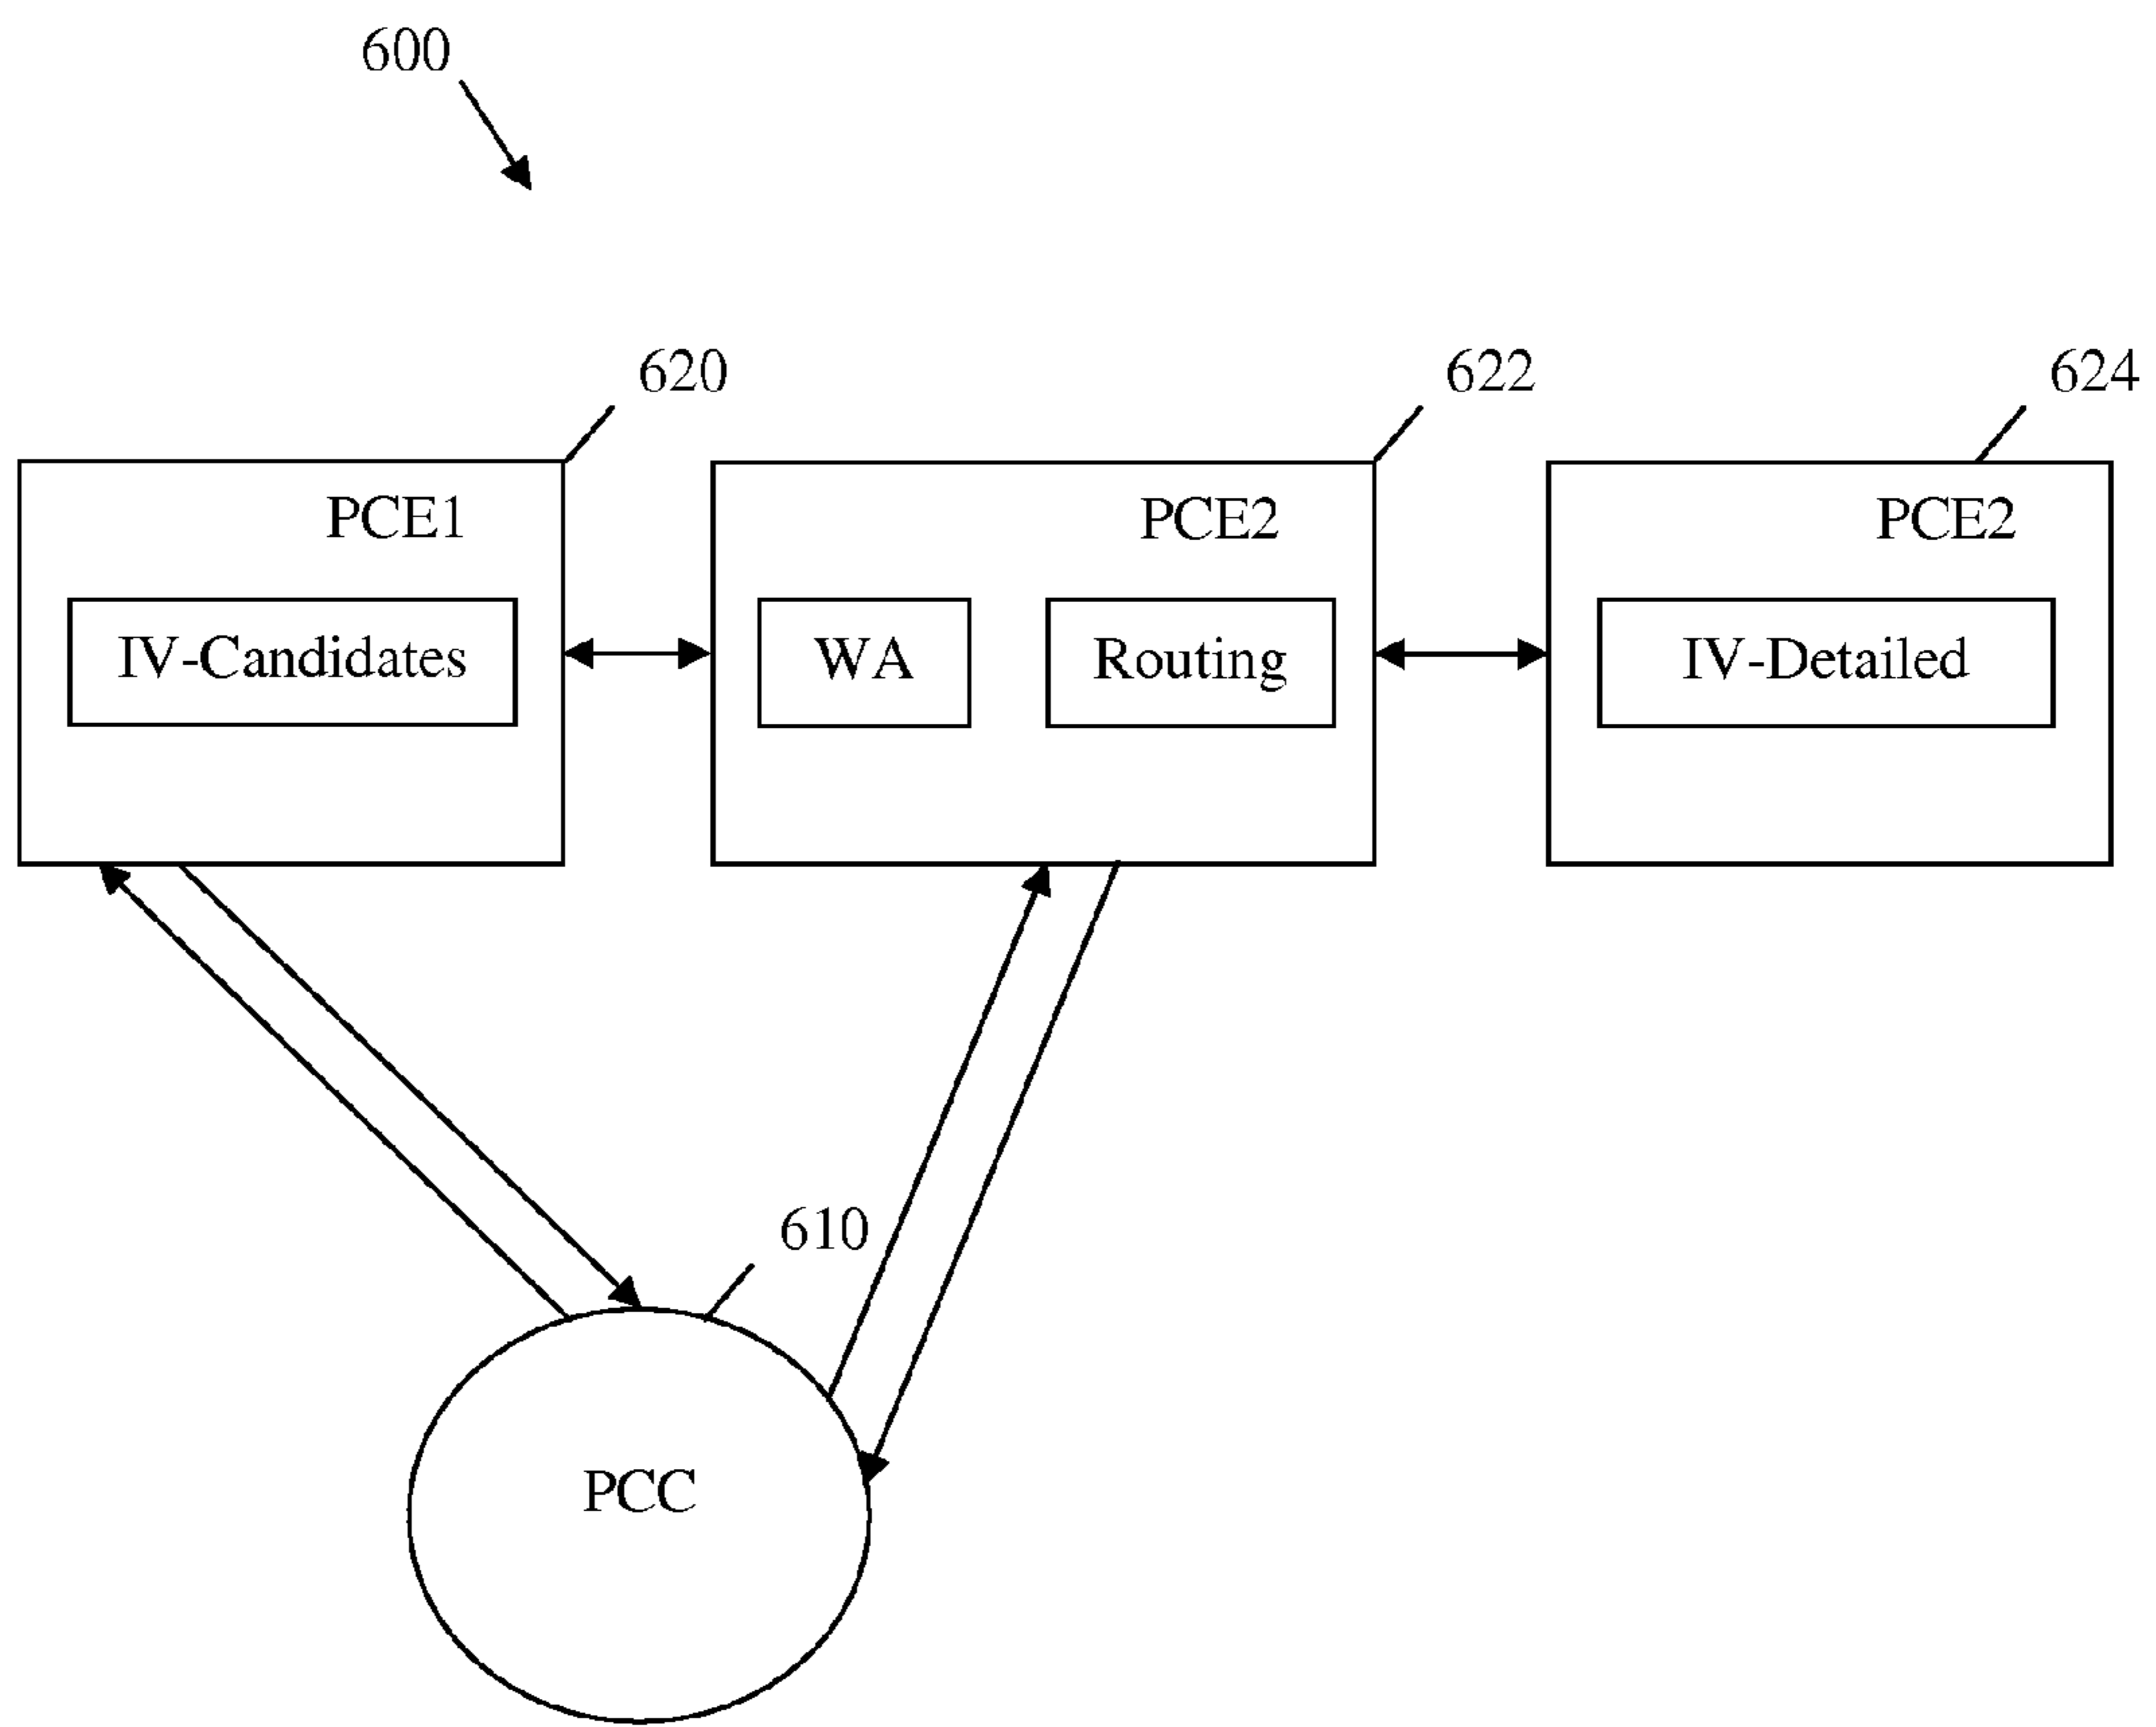 600
620
622
624
PCE1
PCE2
PCE2
IV-Candidates
WA
Routing
IV-Detailed
610
PCC